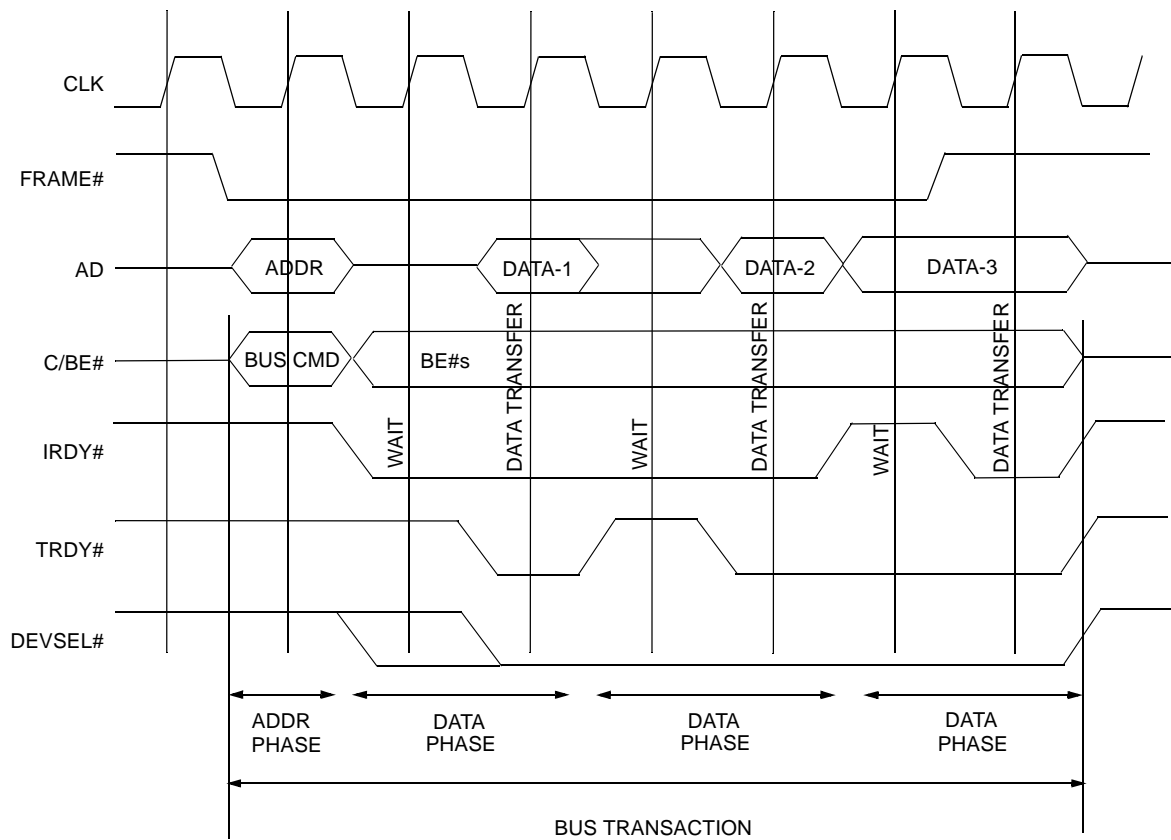 CLK
FRAME#
AD
ADDR
DATA-1
DATA-2
DATA-3
C/BE#
BUS CMD
BE#s
IRDY#
WAIT
DATA TRANSFER
WAIT
DATA TRANSFER
WAIT
DATA TRANSFER
TRDY#
DEVSEL#
ADDR
PHASE
DATA
PHASE
DATA
PHASE
DATA
PHASE
BUS TRANSACTION